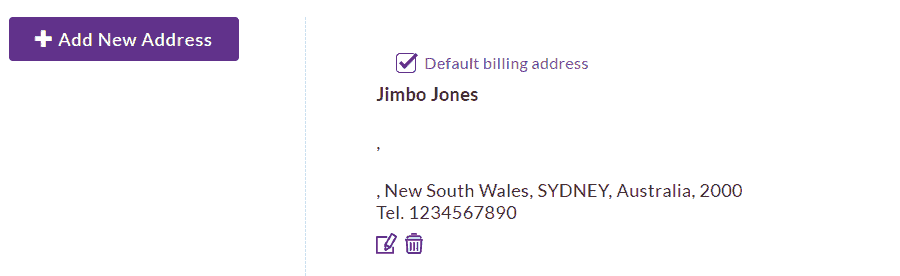 Add New Address
Default billing address
Jimbo Jones
,
, New South Wales, SYDNEY, Australia, 2000
Tel. 1234567890